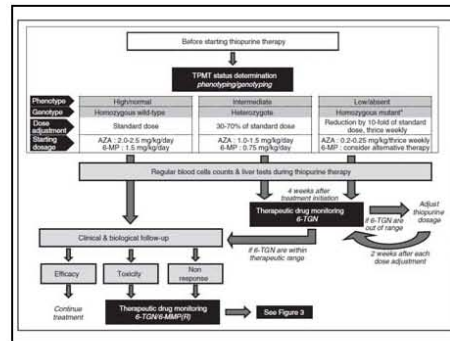 Before starting thiopurine therapy
TPMT status determination
phenotyping/genotyping
Phenotype High/normal Intermediate Low/absent
Genotype Homozygous wild-type Heterozygote Homozygous mutant*
Dose adjustment Standard dose 30-70% of standard dose Reduction by 10-fold of standard dose, thrice weekly
Starting dosage AZA : 2.0-2.5 mg/kg/day AZA : 1.0-1.5 mg/kg/day AZA : 0.2-0.25 mg/kg/thrice weekly
6-MP : 1.5 mg/kg/day 6-MP : 0.75 mg/kg/day 6-MP : consider alternative therapy
Regular blood cells counts & liver tests during thiopurine therapy
4 weeks after
treatment initiation
Therapeutic drug monitoring
6-TGN
if 6-TGN are
out of range
Adjust
thiopurine
dosage
Clinical & biological follow-up
if 6-TGN are within
therapeutic range
2 weeks after each
dose adjustment
Efficacy
Toxicity
Non
response
Continue
treatment
Therapeutic drug monitoring
6-TGN/6-MMP(R)
See Figure 3